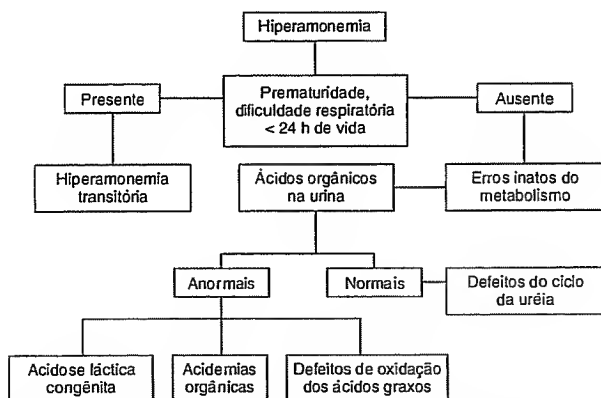 Hiperamonemia
Presente
Prematuridade,
dificuldade respiratória
< 24 h de vida
Ausente
Hiperamonemia
transitória
Ácidos orgânicos
na urina
Erros inatos do
metabolismo
Anormais
Normais
Defeitos do ciclo
da uréia
Acidose láctica
congênita
Acidemias
orgânicas
Defeitos de oxidação
dos ácidos graxos